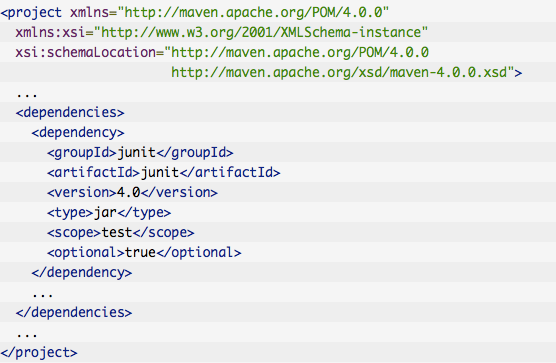 <project xmlns="http://maven.apache.org/POM/4.0.0"
  xmlns:xsi="http://www.w3.org/2001/XMLSchema-instance"
  xsi:schemaLocation="http://maven.apache.org/POM/4.0.0
                      http://maven.apache.org/xsd/maven-4.0.0.xsd">
  ...
  <dependencies>
    <dependency>
      <groupId>junit</groupId>
      <artifactId>junit</artifactId>
      <version>4.0</version>
      <type>jar</type>
      <scope>test</scope>
      <optional>true</optional>
    </dependency>
    ...
  </dependencies>
  ...
</project>